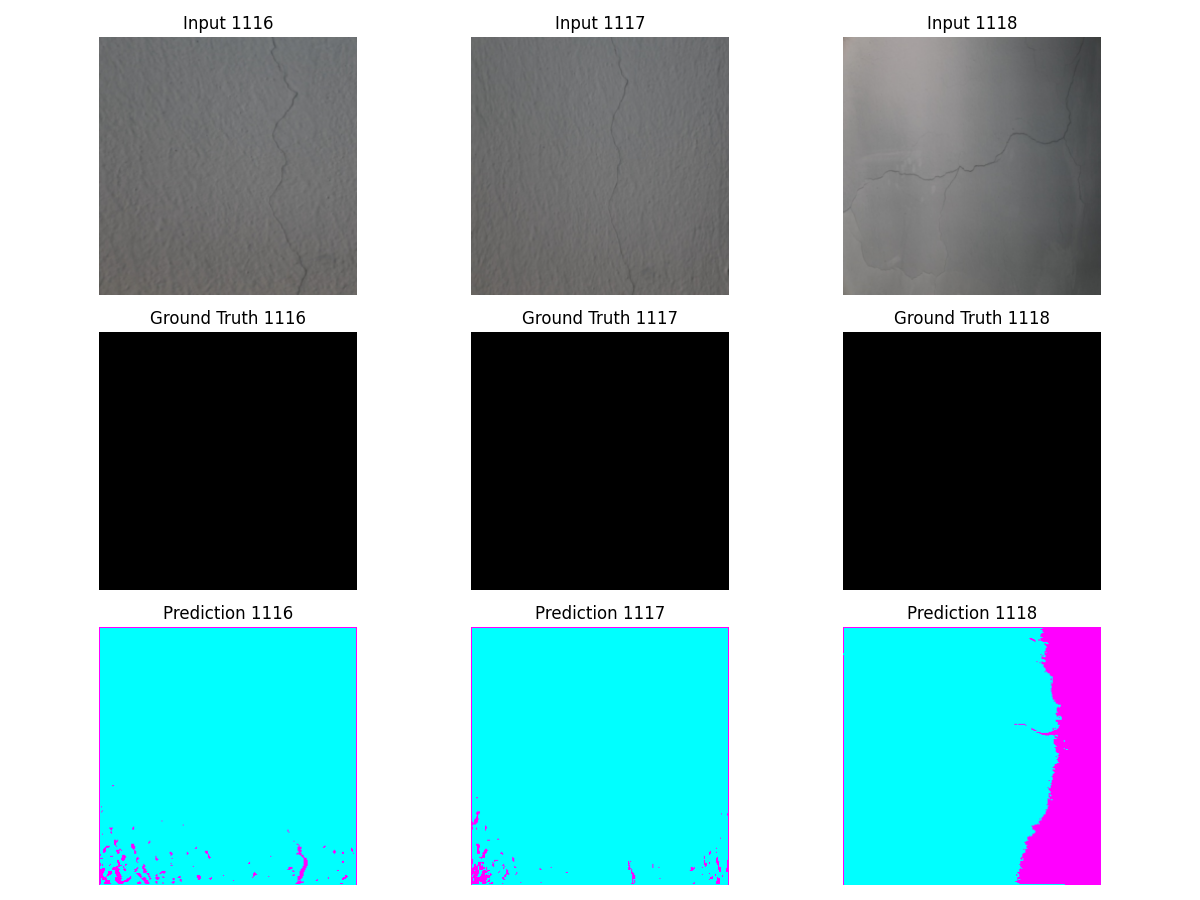 Input 1116
Input 1117
Input 1118
Ground Truth 1116
Ground Truth 1117
Ground Truth 1118
Prediction 1116
Prediction 1117
Prediction 1118